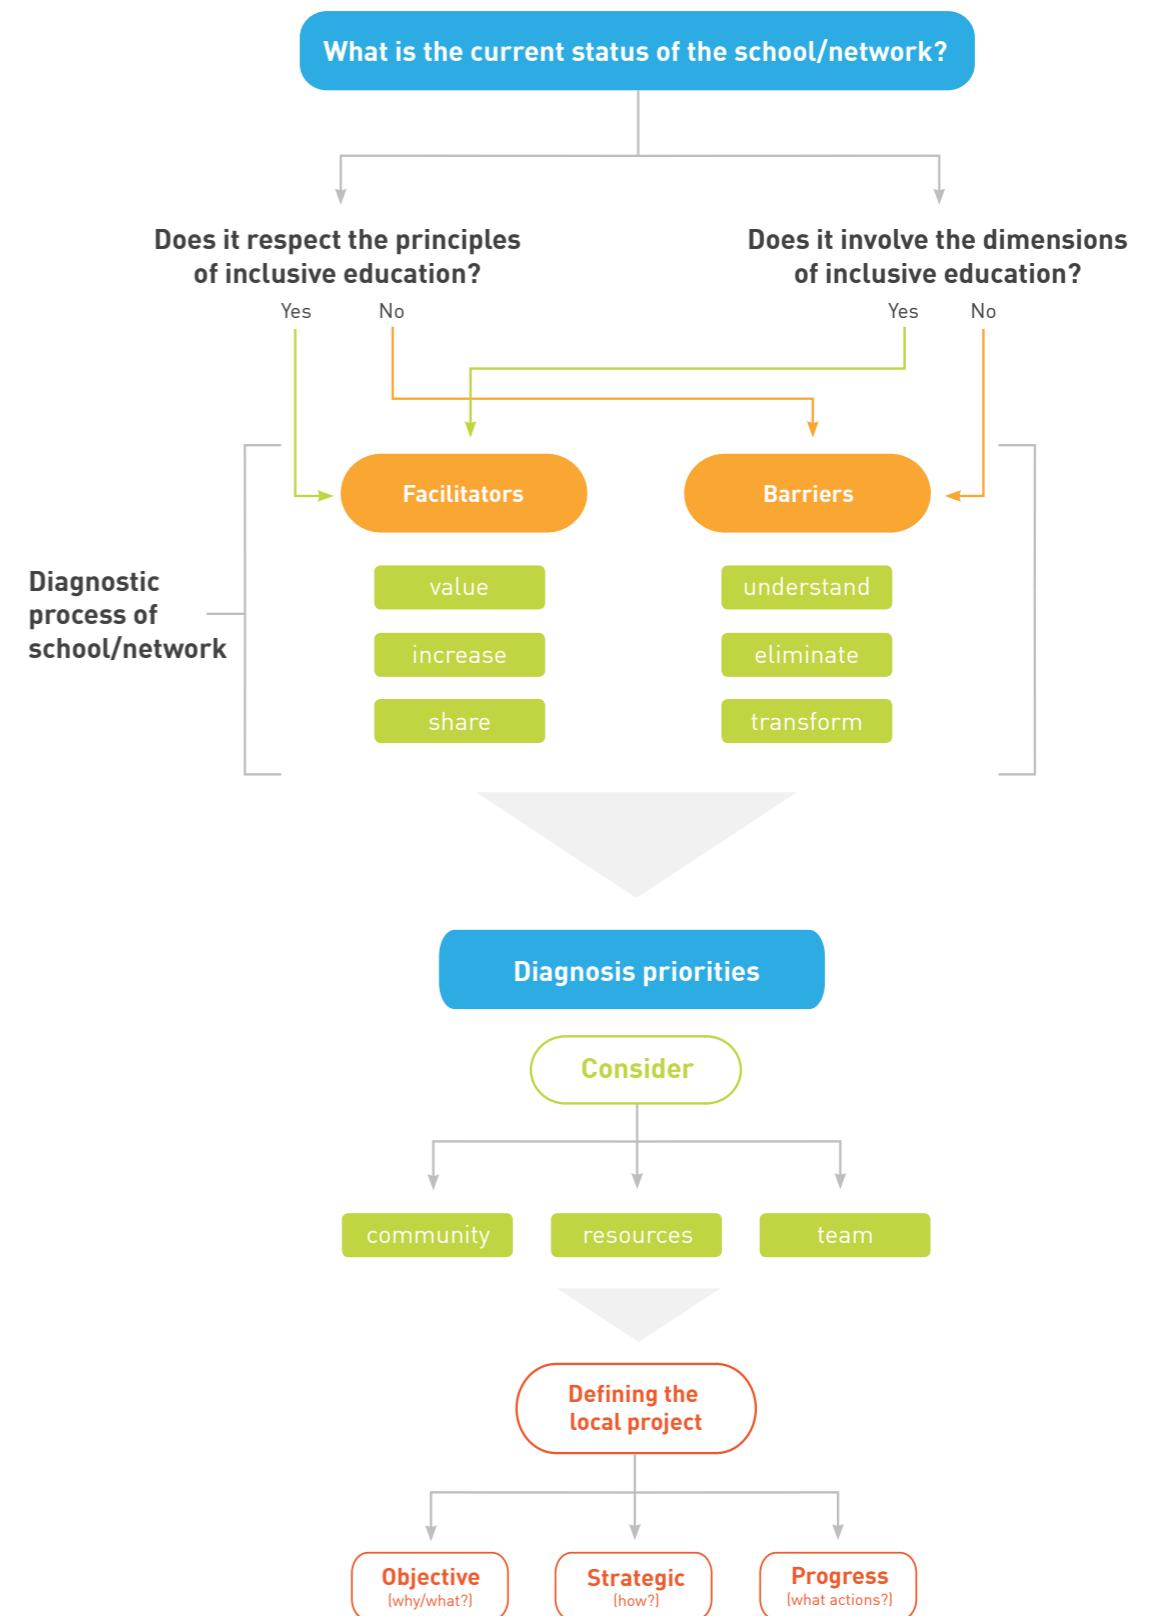 What is the current status of the school/network?
Does it respect the principles
of inclusive education?
Does it involve the dimensions
of inclusive education?
Yes
No
Yes
No
Facilitators
Barriers
Diagnostic
process of
school/network
value
understand
increase
eliminate
share
transform
Diagnosis priorities
Consider
community
resources
team
Defining the
local project
Objective
(why/what?)
Strategic
(how?)
Progress
(what actions?)